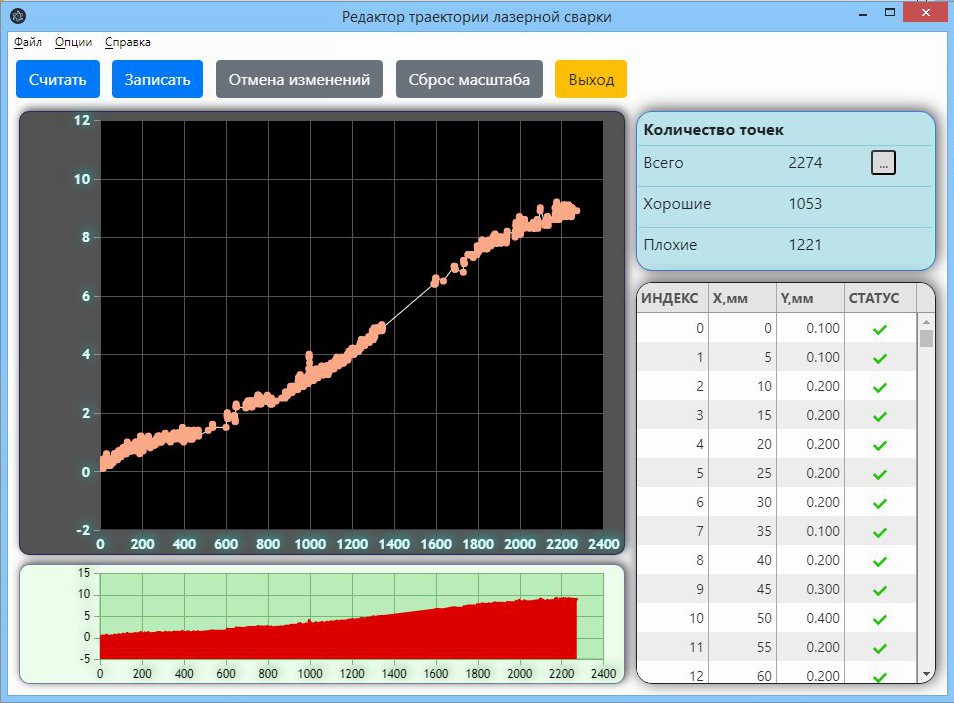 Редактор траектории лазерной сварки
Файл Опции Справка
Считать Записать Отмена изменений Сброс масштаба Выход
12
10
8
6
4
2
0
-2
0 200 400 600 800 1000 1200 1400 1600 1800 2000 2200 2400
15
10
5
0
-5
0 200 400 600 800 1000 1200 1400 1600 1800 2000 2200 2400
Количество точек
Всего 2274 ...
Хорошие 1053
Плохие 1221
ИНДЕКС X,мм Y,мм СТАТУС
0 0 0.100
1 5 0.100
2 10 0.200
3 15 0.200
4 20 0.200
5 25 0.200
6 30 0.200
7 35 0.100
8 40 0.200
9 45 0.300
10 50 0.400
11 55 0.200
12 60 0.200